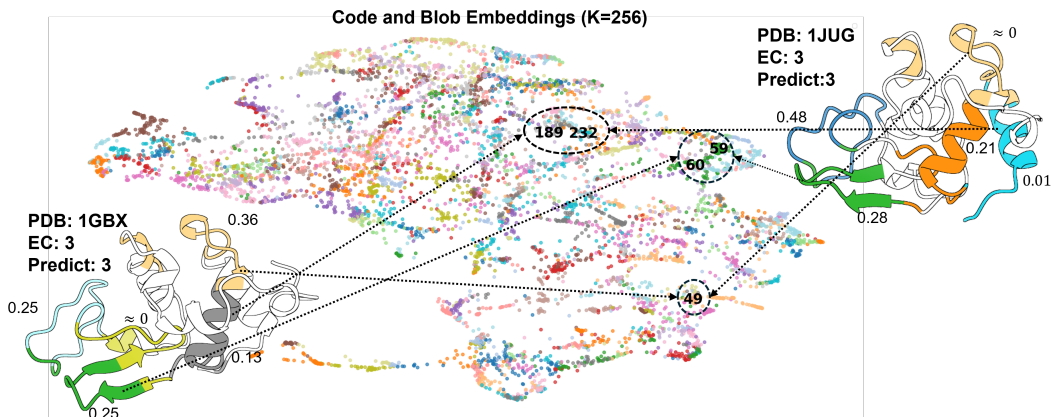 Code and Blob Embeddings (K=256)
PDB: 1JUG
EC: 3
Predict:3
≈ 0
0.48
0.21
0.01
0.28
189 232
59
60
49
PDB: 1GBX
EC: 3
Predict: 3
0.36
0.25
≈ 0
0.13
0.25